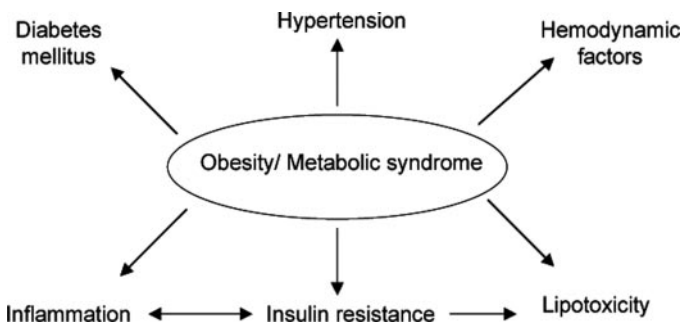 Diabetes
mellitus
Hypertension
Hemodynamic
factors
Obesity/ Metabolic syndrome
Inflammation
Insulin resistance
Lipotoxicity